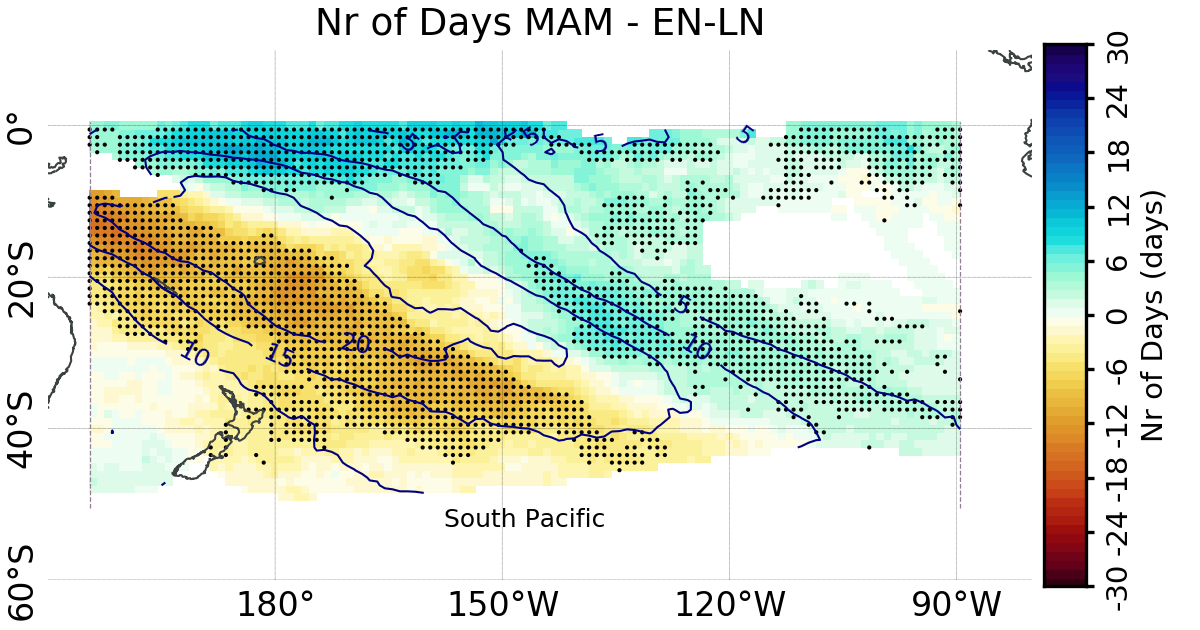 Nr of Days MAM - EN-LN
0°
20°S
40°S
60°S
180°
150°W
120°W
90°W
South Pacific
5
5
5
5
5
10
10
15
20
30
24
18
12
6
0
-6
-12
-18
-24
-30
Nr of Days (days)